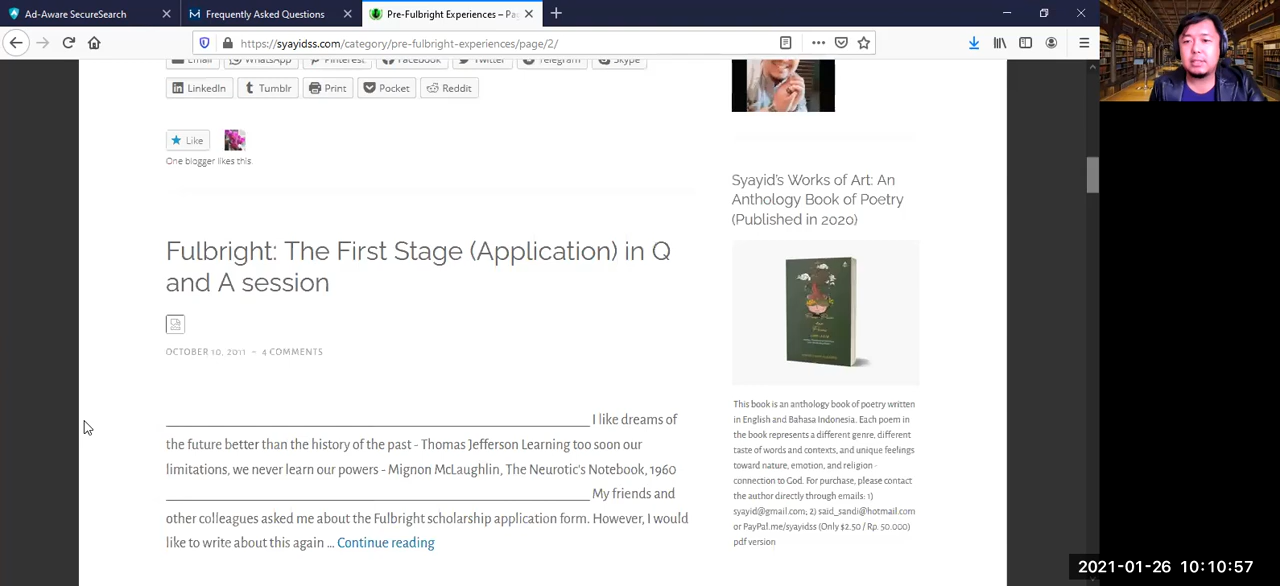 Ad-Aware SecureSearch
Frequently Asked Questions
Pre-Fulbright Experiences – Pag
https://syayidss.com/category/pre-fulbright-experiences/page/2/
Email WhatsApp Pinterest Facebook Twitter Telegram Skype
LinkedIn Tumblr Print Pocket Reddit
Like
One blogger likes this.
Fulbright: The First Stage (Application) in Q
and A session
OCTOBER 10, 2011 ~ 4 COMMENTS
I like dreams of
the future better than the history of the past - Thomas Jefferson Learning too soon our
limitations, we never learn our powers - Mignon McLaughlin, The Neurotic's Notebook, 1960
My friends and
other colleagues asked me about the Fulbright scholarship application form. However, I would
like to write about this again ... Continue reading
Syayid's Works of Art: An
Anthology Book of Poetry
(Published in 2020)
This book is an anthology book of poetry written
in English and Bahasa Indonesia. Each poem in
the book represents a different genre, different
taste of words and contexts, and unique feelings
toward nature, emotion, and religion -
connection to God. For purchase, please contact
the author directly through emails: 1)
syayid@gmail.com; 2) said_sandi@hotmail.com
or PayPal.me/syayidss (Only $2.50 / Rp. 50.000)
pdf version
2021-01-26 10:10:57